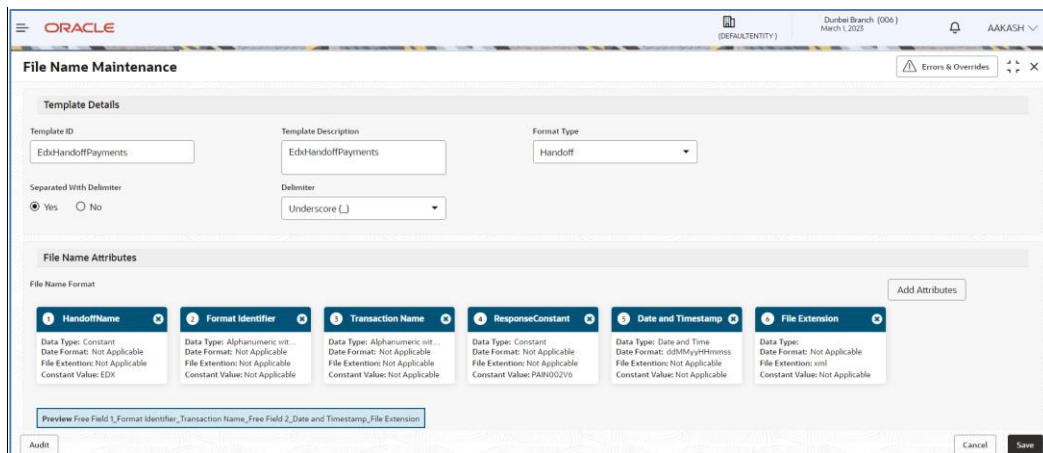 ORACLE
(DEFAULTENTITY )
Dunbei Branch (006 )
March 1, 2023
AAKASH
File Name Maintenance
Errors & Overrides
Template Details
Template ID
Template Description
Format Type
EdxHandoffPayments
EdxHandoffPayments
Handoff
Separated With Delimiter
Delimiter
Yes
No
Underscore (_)
File Name Attributes
File Name Format
Add Attributes
1 HandoffName
Data Type: Constant
Date Format: Not Applicable
File Extention: Not Applicable
Constant Value: EDX
2 Format Identifier
Data Type: Alphanumeric wit...
Date Format: Not Applicable
File Extention: Not Applicable
Constant Value: Not Applicable
3 Transaction Name
Data Type: Alphanumeric wit...
Date Format: Not Applicable
File Extention: Not Applicable
Constant Value: Not Applicable
4 ResponseConstant
Data Type: Constant
Date Format: Not Applicable
File Extention: Not Applicable
Constant Value: PAIN002V6
5 Date and Timestamp
Data Type: Date and Time
Date Format: ddMMyyHHmmss
File Extention: Not Applicable
Constant Value: Not Applicable
6 File Extension
Data Type:
Date Format: Not Applicable
File Extention: xml
Constant Value: Not Applicable
Preview Free Field 1_Format Identifier_Transaction Name_Free Field 2_Date and Timestamp_File Extension
Audit
Cancel
Save